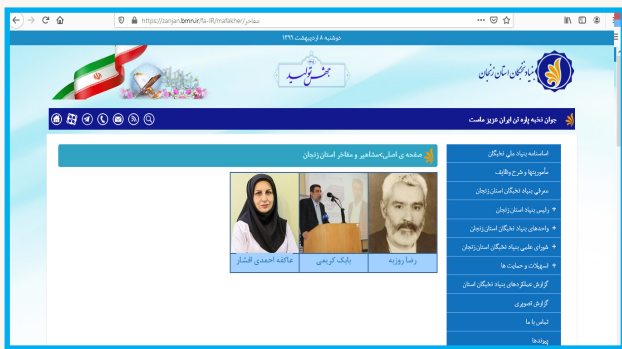 https://zanjan.bmn.ir/fa-IR/mafakher/مفاخر
دوشنبه ۸ اردیبهشت ۱۳۹۹
بنیاد نخبگان استان زنجان
جهش تولید
جوان نخبه پاره تن ایران عزیز ماست
اساسنامه بنیاد ملی نخبگان
مأموریتها و شرح وظایف
معرفی بنیاد نخبگان استان زنجان
+ رئیس بنیاد استان زنجان
+ واحدهای بنیاد نخبگان استان زنجان
+ شورای علمی بنیاد نخبگان استان زنجان
+ تسهیلات و حمایت ها
گزارش عملکردهای بنیاد نخبگان استان
گزارش تصویری
تماس با ما
پیوندها
صفحه ی اصلی>مشاهیر و مفاخر استان زنجان
رضا روزبه
بابک کریمی
عاکفه احمدی افشار